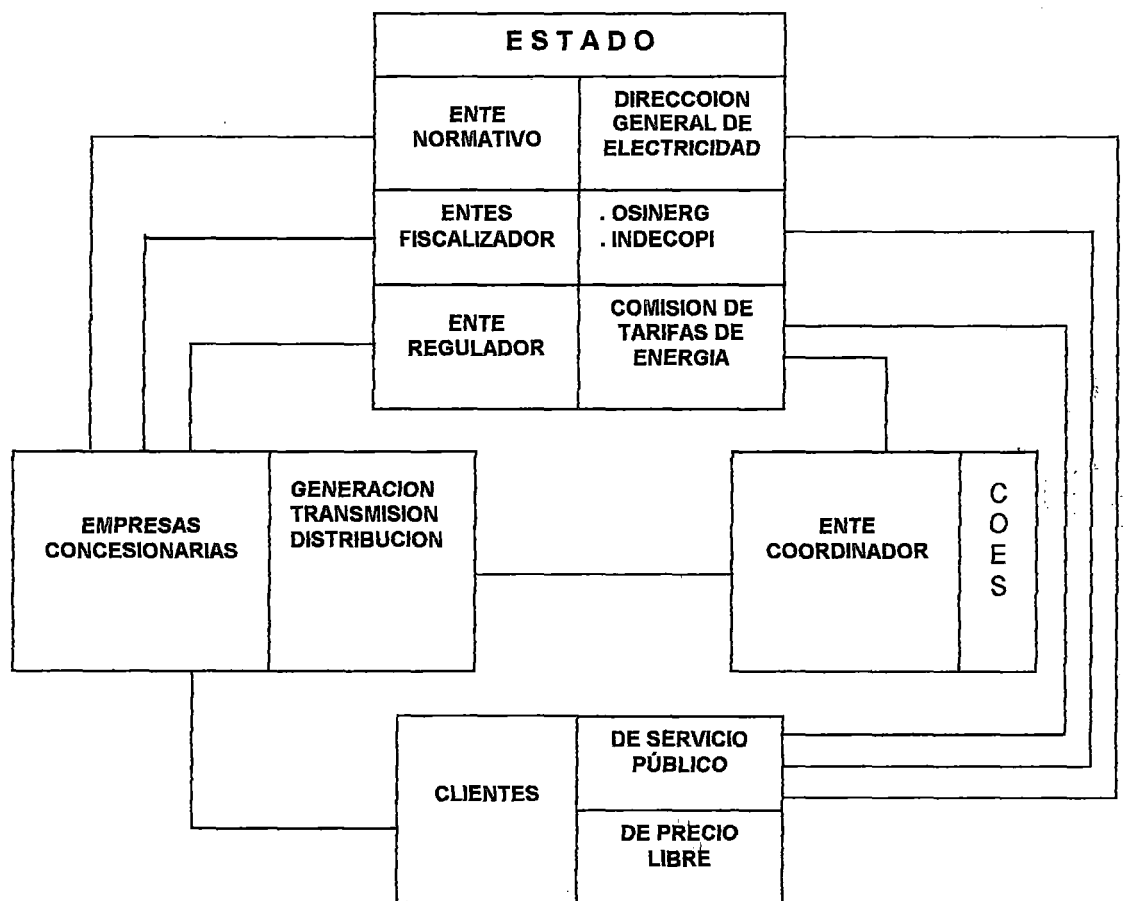 ESTADO
ENTE
NORMATIVO
DIRECCOION
GENERAL DE
ELECTRICIDAD
ENTES
FISCALIZADOR
. OSINERG
. INDECOPI
ENTE
REGULADOR
COMISION DE
TARIFAS DE
ENERGIA
EMPRESAS
CONCESIONARIAS
GENERACION
TRANSMISION
DISTRIBUCION
ENTE
COORDINADOR
C
O
E
S
CLIENTES
DE SERVICIO
PÚBLICO
DE PRECIO
LIBRE